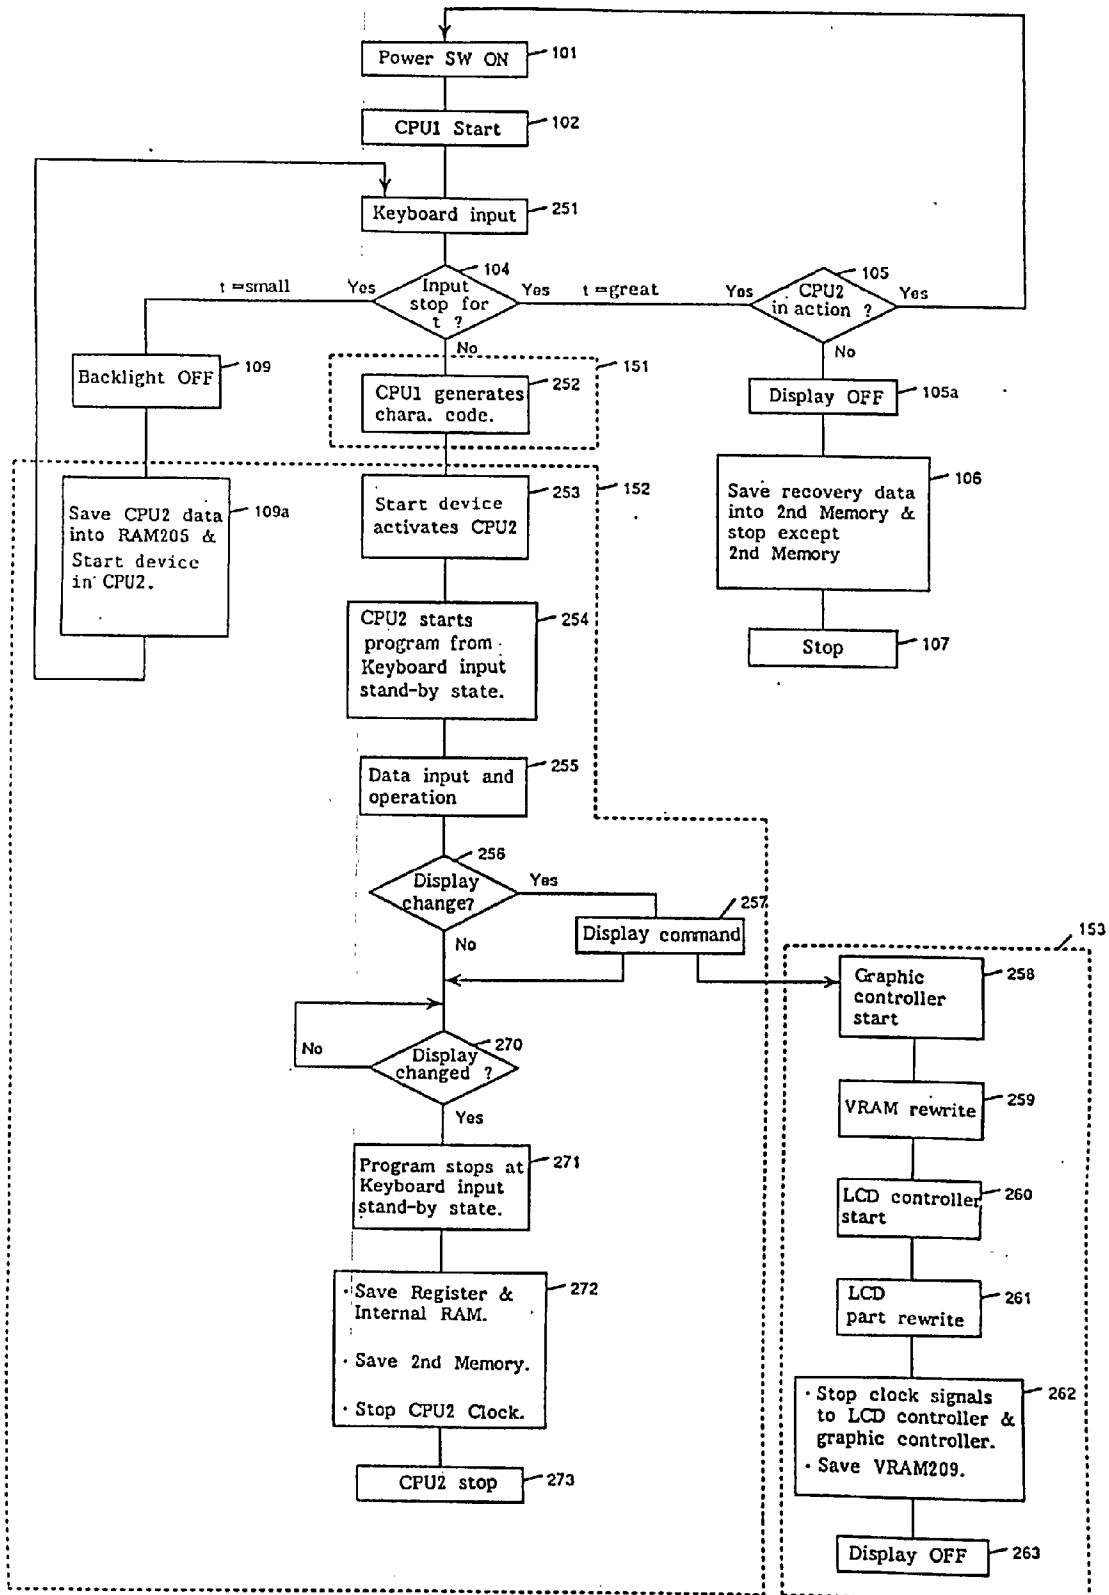 Power SW ON
101
CPU1 Start
102
Keyboard input
251
104
Input
stop for
t ?
t =small
Yes
Yes
t =great
Yes
105
CPU2
in action ?
Yes
No
No
Backlight OFF
109
151
CPU1 generates
chara. code.
252
Display OFF
105a
Save CPU2 data
into RAM205 &
Start device
in CPU2.
109a
Start device
activates CPU2
253
152
Save recovery data
into 2nd Memory &
stop except
2nd Memory
106
CPU2 starts
program from
Keyboard input
stand-by state.
254
Stop
107
Data input and
operation
255
256
Display
change?
Yes
No
257
Display command
153
Graphic
controller
start
258
270
Display
changed ?
No
Yes
VRAM rewrite
259
Program stops at
Keyboard input
stand-by state.
271
LCD controller
start
260
· Save Register &
Internal RAM.
· Save 2nd Memory.
· Stop CPU2 Clock.
272
LCD
part rewrite
261
· Stop clock signals
to LCD controller &
graphic controller.
· Save VRAM209.
262
CPU2 stop
273
Display OFF
263